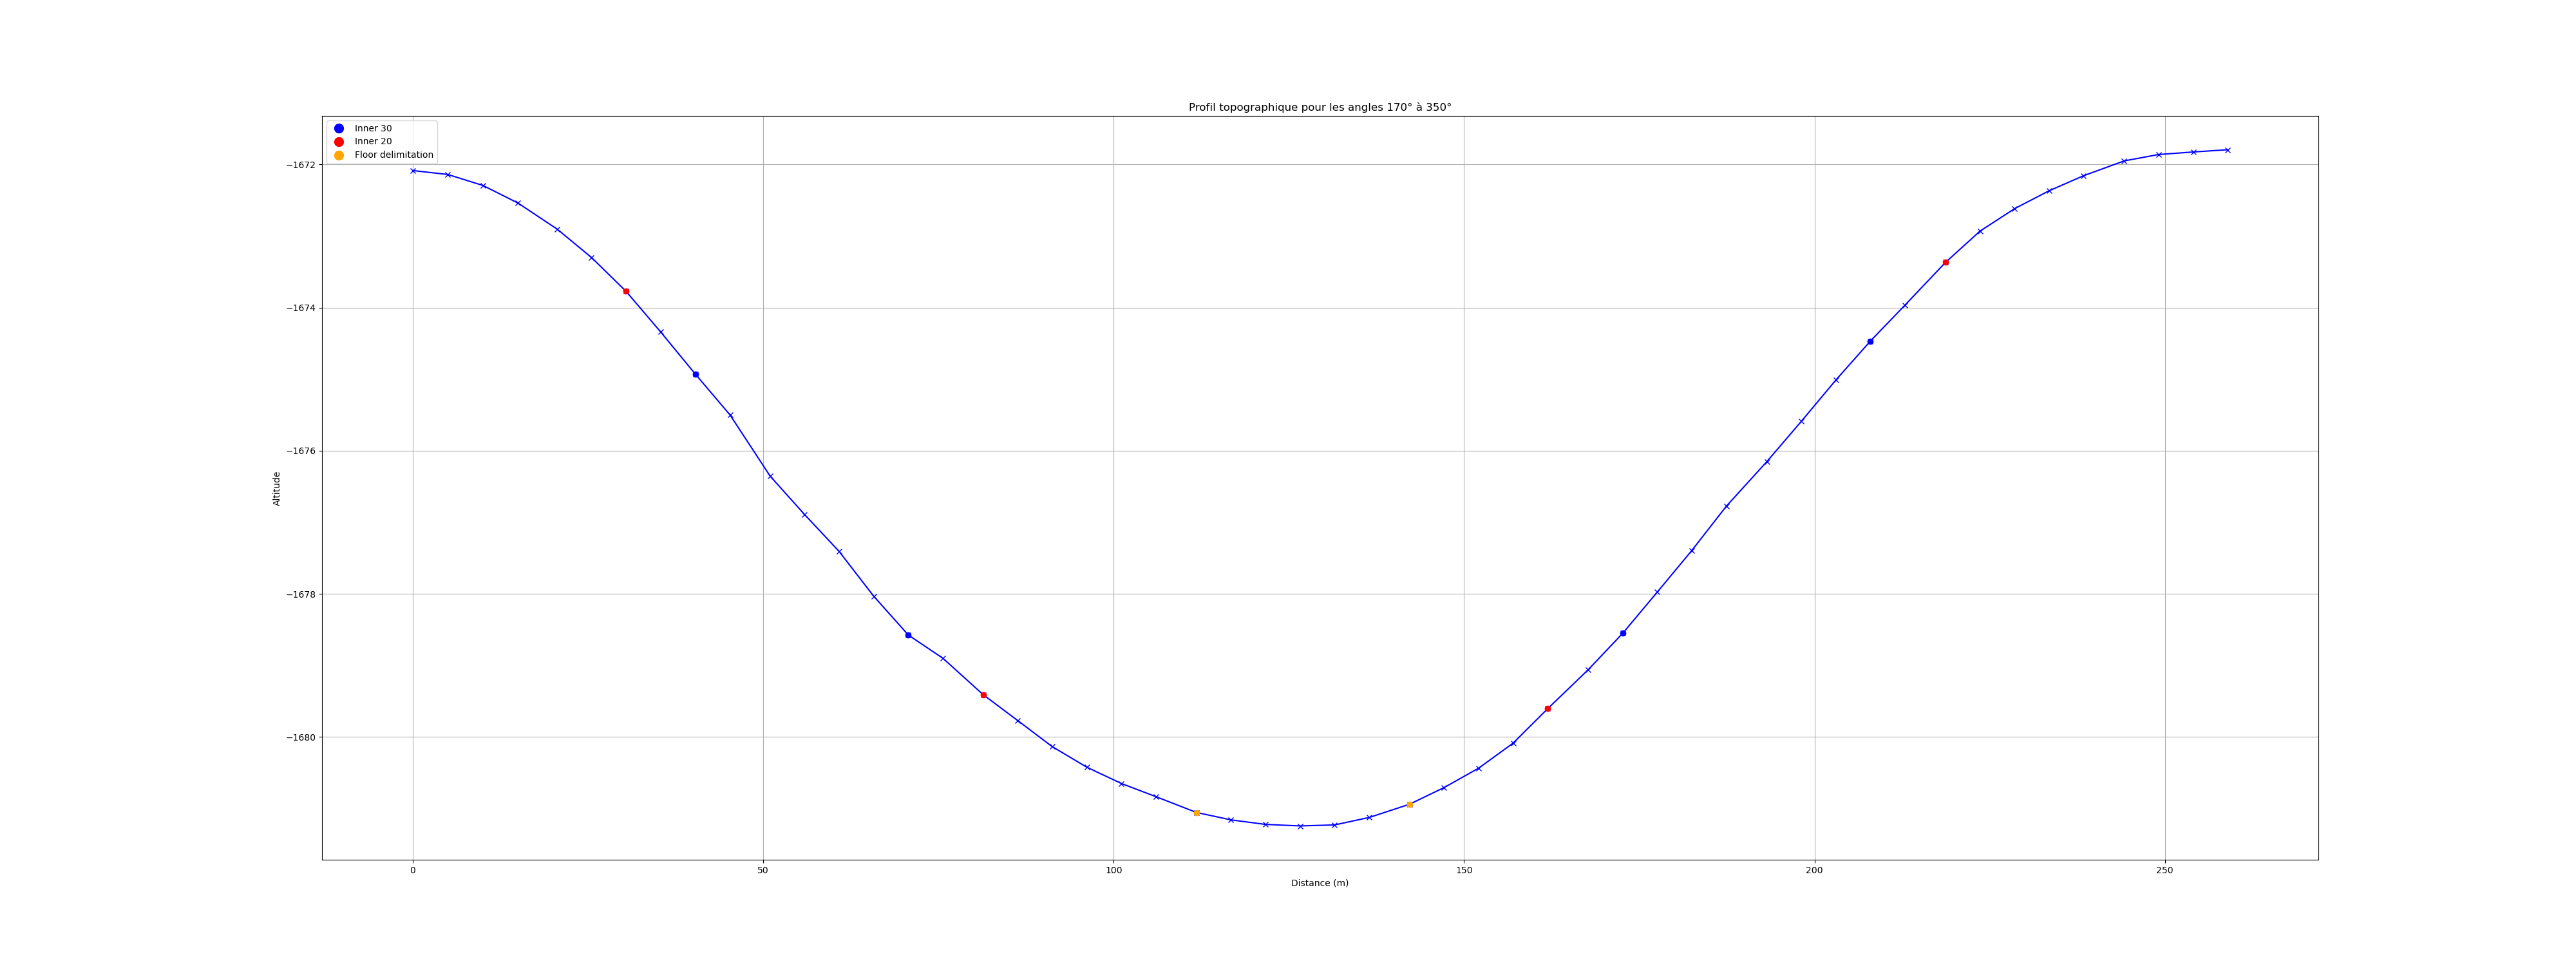 Profil topographique pour les angles 170° à 350°
Inner 30
Inner 20
Floor delimitation
−1672
−1674
−1676
−1678
−1680
Altitude
0 50 100 150 200 250
Distance (m)